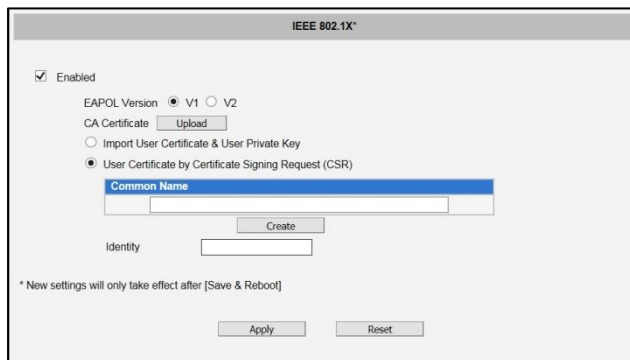 IEEE 802.1X*
Enabled
EAPOL Version V1 V2
CA Certificate Upload
Import User Certificate & User Private Key
User Certificate by Certificate Signing Request (CSR)
Common Name
Create
Identity
* New settings will only take effect after [Save & Reboot]
Apply Reset